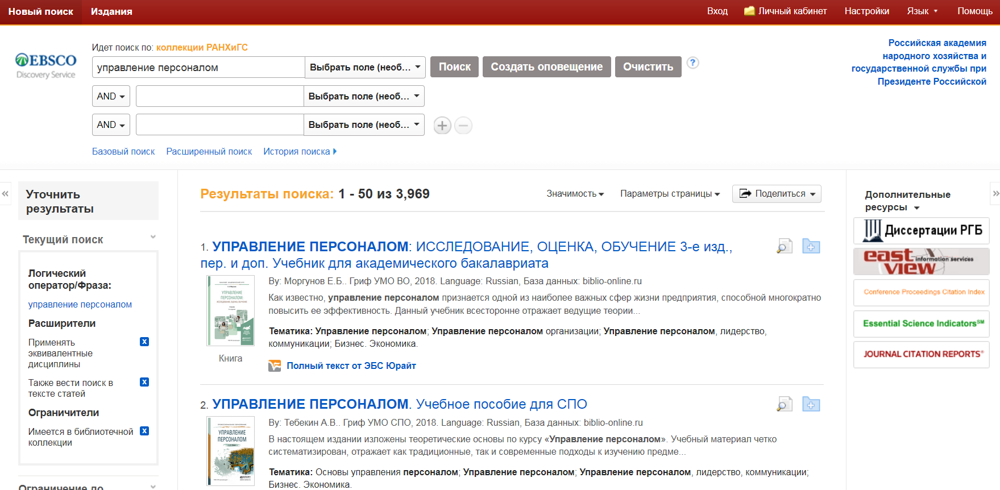 Новый поиск
Издания
Вход
Личный кабинет
Настройки
Язык
Помощь
EBSCO
Discovery Service
Идет поиск по: коллекции РАНХиГС
управление персоналом
Выбрать поле (необ...
Поиск
Создать оповещение
Очистить
?
AND
Выбрать поле (необ...
AND
Выбрать поле (необ...
Базовый поиск
Расширенный поиск
История поиска
Российская академия
народного хозяйства и
государственной службы при
Президенте Российской
«
Уточнить
результаты
Текущий поиск
Логический
оператор/Фраза:
управление персоналом
Расширители
Применять
эквивалентные
дисциплины
Также вести поиск в
тексте статей
Ограничители
Имеется в библиотечной
коллекции
Ограничение по
Результаты поиска: 1 - 50 из 3,969
Значимость
Параметры страницы
Поделиться
1. УПРАВЛЕНИЕ ПЕРСОНАЛОМ: ИССЛЕДОВАНИЕ, ОЦЕНКА, ОБУЧЕНИЕ 3-е изд.,
пер. и доп. Учебник для академического бакалавриата
УПРАВЛЕНИЕ
ПЕРСОНАЛОМ:
Книга
By: Моргунов Е.Б.. Гриф УМО ВО, 2018. Language: Russian, База данных: biblio-online.ru
Как известно, управление персоналом признается одной из наиболее важных сфер жизни предприятия, способной многократно
повысить ее эффективность. Данный учебник всесторонне отражает ведущие теории...
Тематика: Управление персоналом; Управление персоналом организации; Управление персоналом, лидерство,
коммуникации; Бизнес. Экономика.
Полный текст от ЭБС Юрайт
2. УПРАВЛЕНИЕ ПЕРСОНАЛОМ. Учебное пособие для СПО
УПРАВЛЕНИЕ
ПЕРСОНАЛОМ
By: Тебекин А.В.. Гриф УМО СПО, 2018. Language: Russian, База данных: biblio-online.ru
В настоящем издании изложены теоретические основы по курсу «Управление персоналом». Учебный материал четко
систематизирован, отражает как традиционные, так и современные подходы к изучению предме...
Тематика: Основы управления персоналом; Управление персоналом; Управление персоналом, лидерство, коммуникации;
Бизнес. Экономика.
»
Дополнительные
ресурсы
Диссертации РГБ
east view information services
Conference Proceedings Citation Index
Essential Science Indicators℠
JOURNAL CITATION REPORTS®